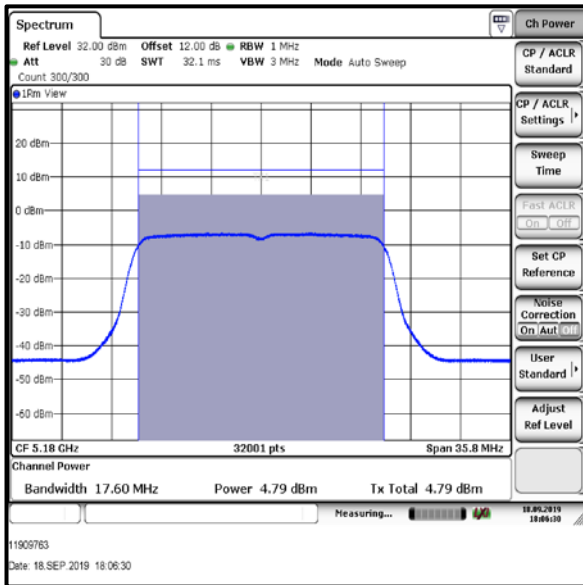 Spectrum
Ref Level 32.00 dBm Offset 12.00 dB RBW 1 MHz
Att 30 dB SWT 32.1 ms VBW 3 MHz Mode Auto Sweep
Count 300/300
1Rm View
20 dBm
10 dBm
0 dBm
-10 dBm
-20 dBm
-30 dBm
-40 dBm
-50 dBm
-60 dBm
CF 5.18 GHz 32001 pts Span 35.8 MHz
Channel Power
Bandwidth 17.60 MHz Power 4.79 dBm Tx Total 4.79 dBm
Measuring...
18.09.2019
18:06:30
Ch Power
CP / ACLR
Standard
CP / ACLR
Settings
Sweep
Time
Fast ACLR
On Off
Set CP
Reference
Noise
Correction
On Aut Off
User
Standard
Adjust
Ref Level
11909763
Date: 18.SEP.2019 18:06:30